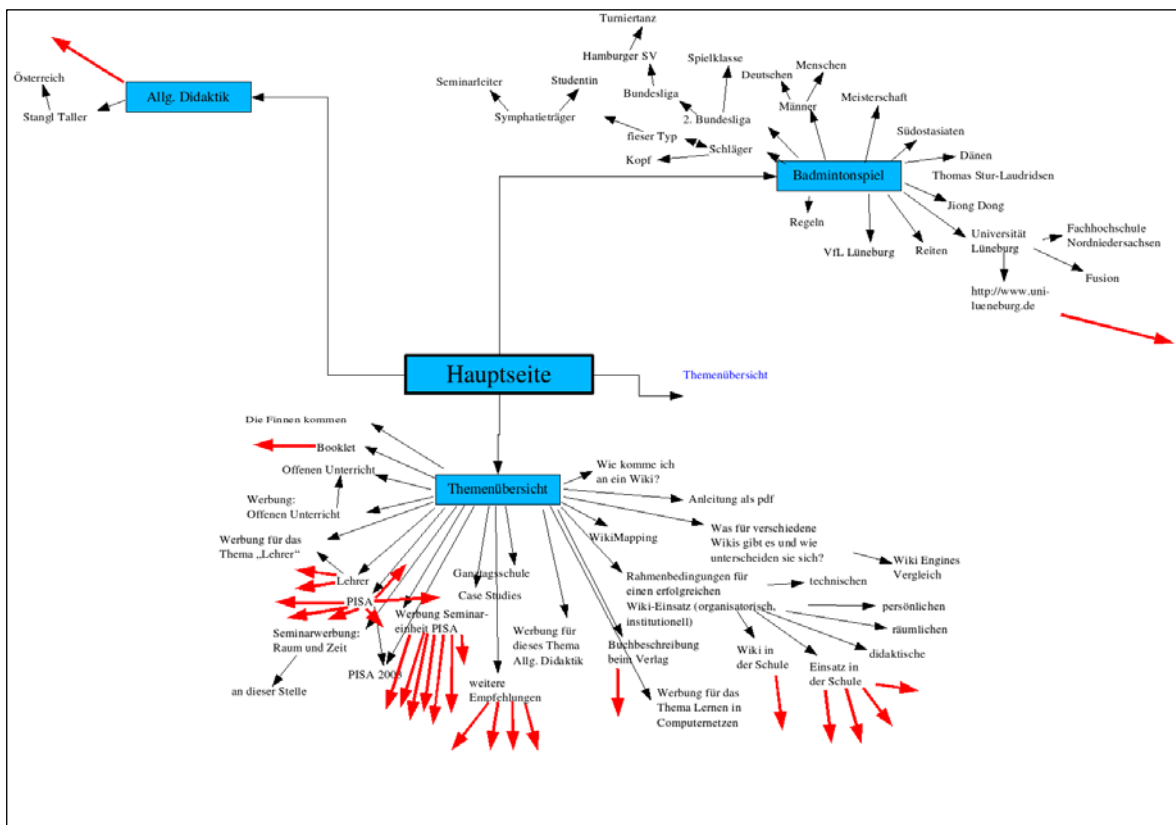 Turniertanz
Hamburger SV
Spielklasse
Menschen
Deutschen
Österreich
Seminarleiter
Studentin
Bundesliga
Männer
Meisterschaft
Allg. Didaktik
Stangl Taller
Symphatieträger
2. Bundesliga
fieser Typ
Schläger
Südostasiaten
Kopf
Dänen
Badmintonspiel
Thomas Stur-Laudridsen
Jiong Dong
Regeln
VfL Lüneburg
Reiten
Universität
Lüneburg
Fachhochschule
Nordniedersachsen
Fusion
http://www.uni-
lueneburg.de
Hauptseite
Themenübersicht
Die Finnen kommen
Booklet
Offenen Unterricht
Themenübersicht
Wie komme ich
an ein Wiki?
Anleitung als pdf
Werbung:
Offenen Unterricht
Werbung für das
Thema „Lehrer“
WikiMapping
Was für verschiedene
Wikis gibt es und wie
unterscheiden sie sich?
Wiki Engines
Vergleich
Lehrer
Ganztagsschule
Case Studies
Rahmenbedingungen für
einen erfolgreichen
Wiki-Einsatz (organisatorisch,
institutionell)
technischen
persönlichen
räumlichen
didaktische
PISA
Werbung Seminar-
einheit PISA
Seminarwerbung:
Raum und Zeit
PISA 2003
an dieser Stelle
weitere
Empfehlungen
Werbung für
dieses Thema
Allg. Didaktik
Buchbeschreibung
beim Verlag
Werbung für das
Thema Lernen in
Computernetzen
Wiki in
der Schule
Einsatz in
der Schule